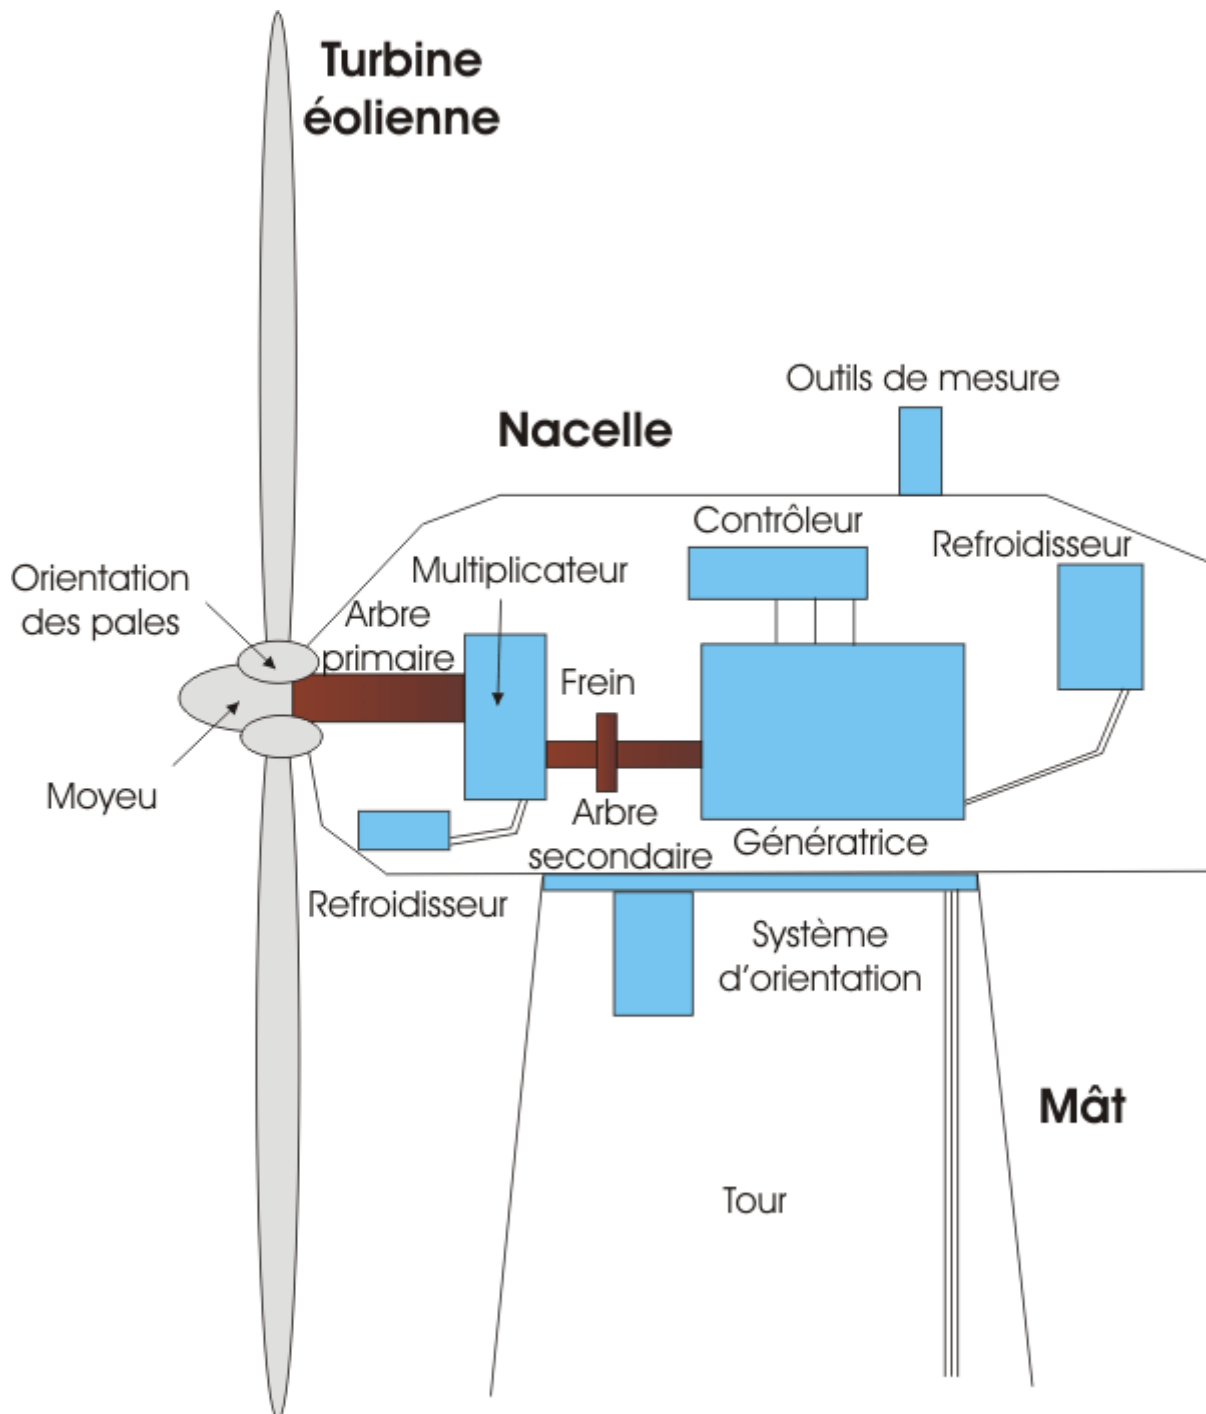 Turbine
éolienne
Outils de mesure
Nacelle
Contrôleur
Refroidisseur
Multiplicateur
Orientation
des pales
Arbre
primaire
Frein
Moyeu
Arbre
secondaire
Génératrice
Refroidisseur
Système
d'orientation
Mât
Tour